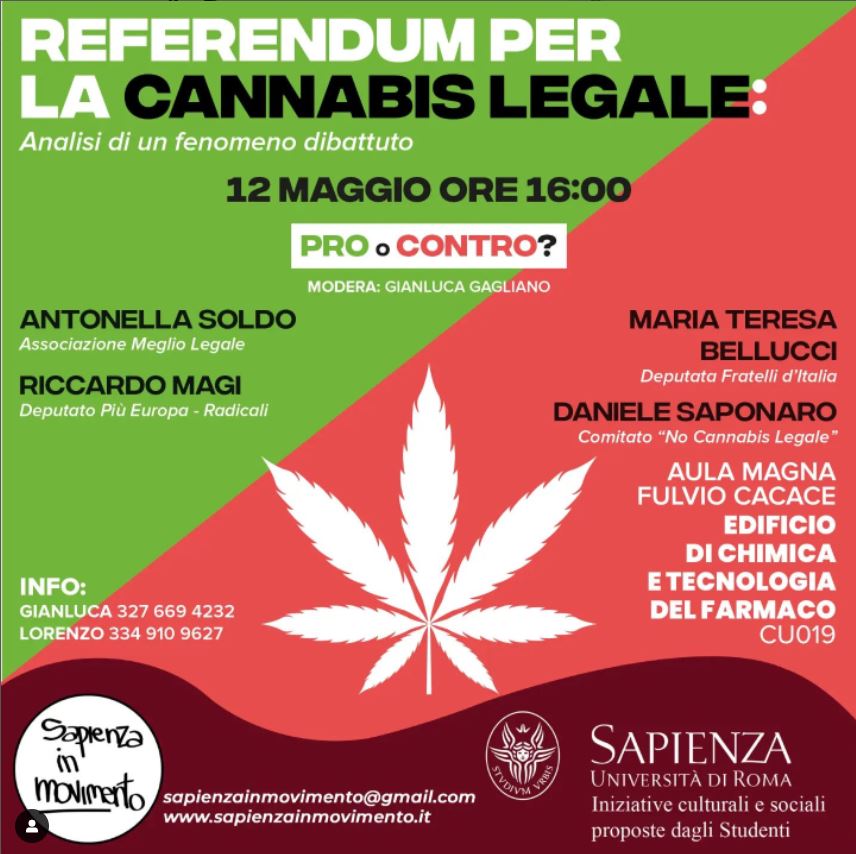 REFERENDUM PER
LA CANNABIS LEGALE:
Analisi di un fenomeno dibattuto
12 MAGGIO ORE 16:00
PRO o CONTRO?
MODERA: GIANLUCA GAGLIANO
ANTONELLA SOLDO
Associazione Meglio Legale
RICCARDO MAGI
Deputato Più Europa - Radicali
MARIA TERESA
BELLUCCI
Deputata Fratelli d'Italia
DANIELE SAPONARO
Comitato "No Cannabis Legale"
AULA MAGNA
FULVIO CACACE
EDIFICIO
DI CHIMICA
E TECNOLOGIA
DEL FARMACO
CU019
INFO:
GIANLUCA 327 669 4232
LORENZO 334 910 9627
Sapienza
in
movimento
sapienzainmovimento@gmail.com
www.sapienzainmovimento.it
STVDIVM VRBIS
SAPIENZA
UNIVERSITÀ DI ROMA
Iniziative culturali e sociali
proposte dagli Studenti